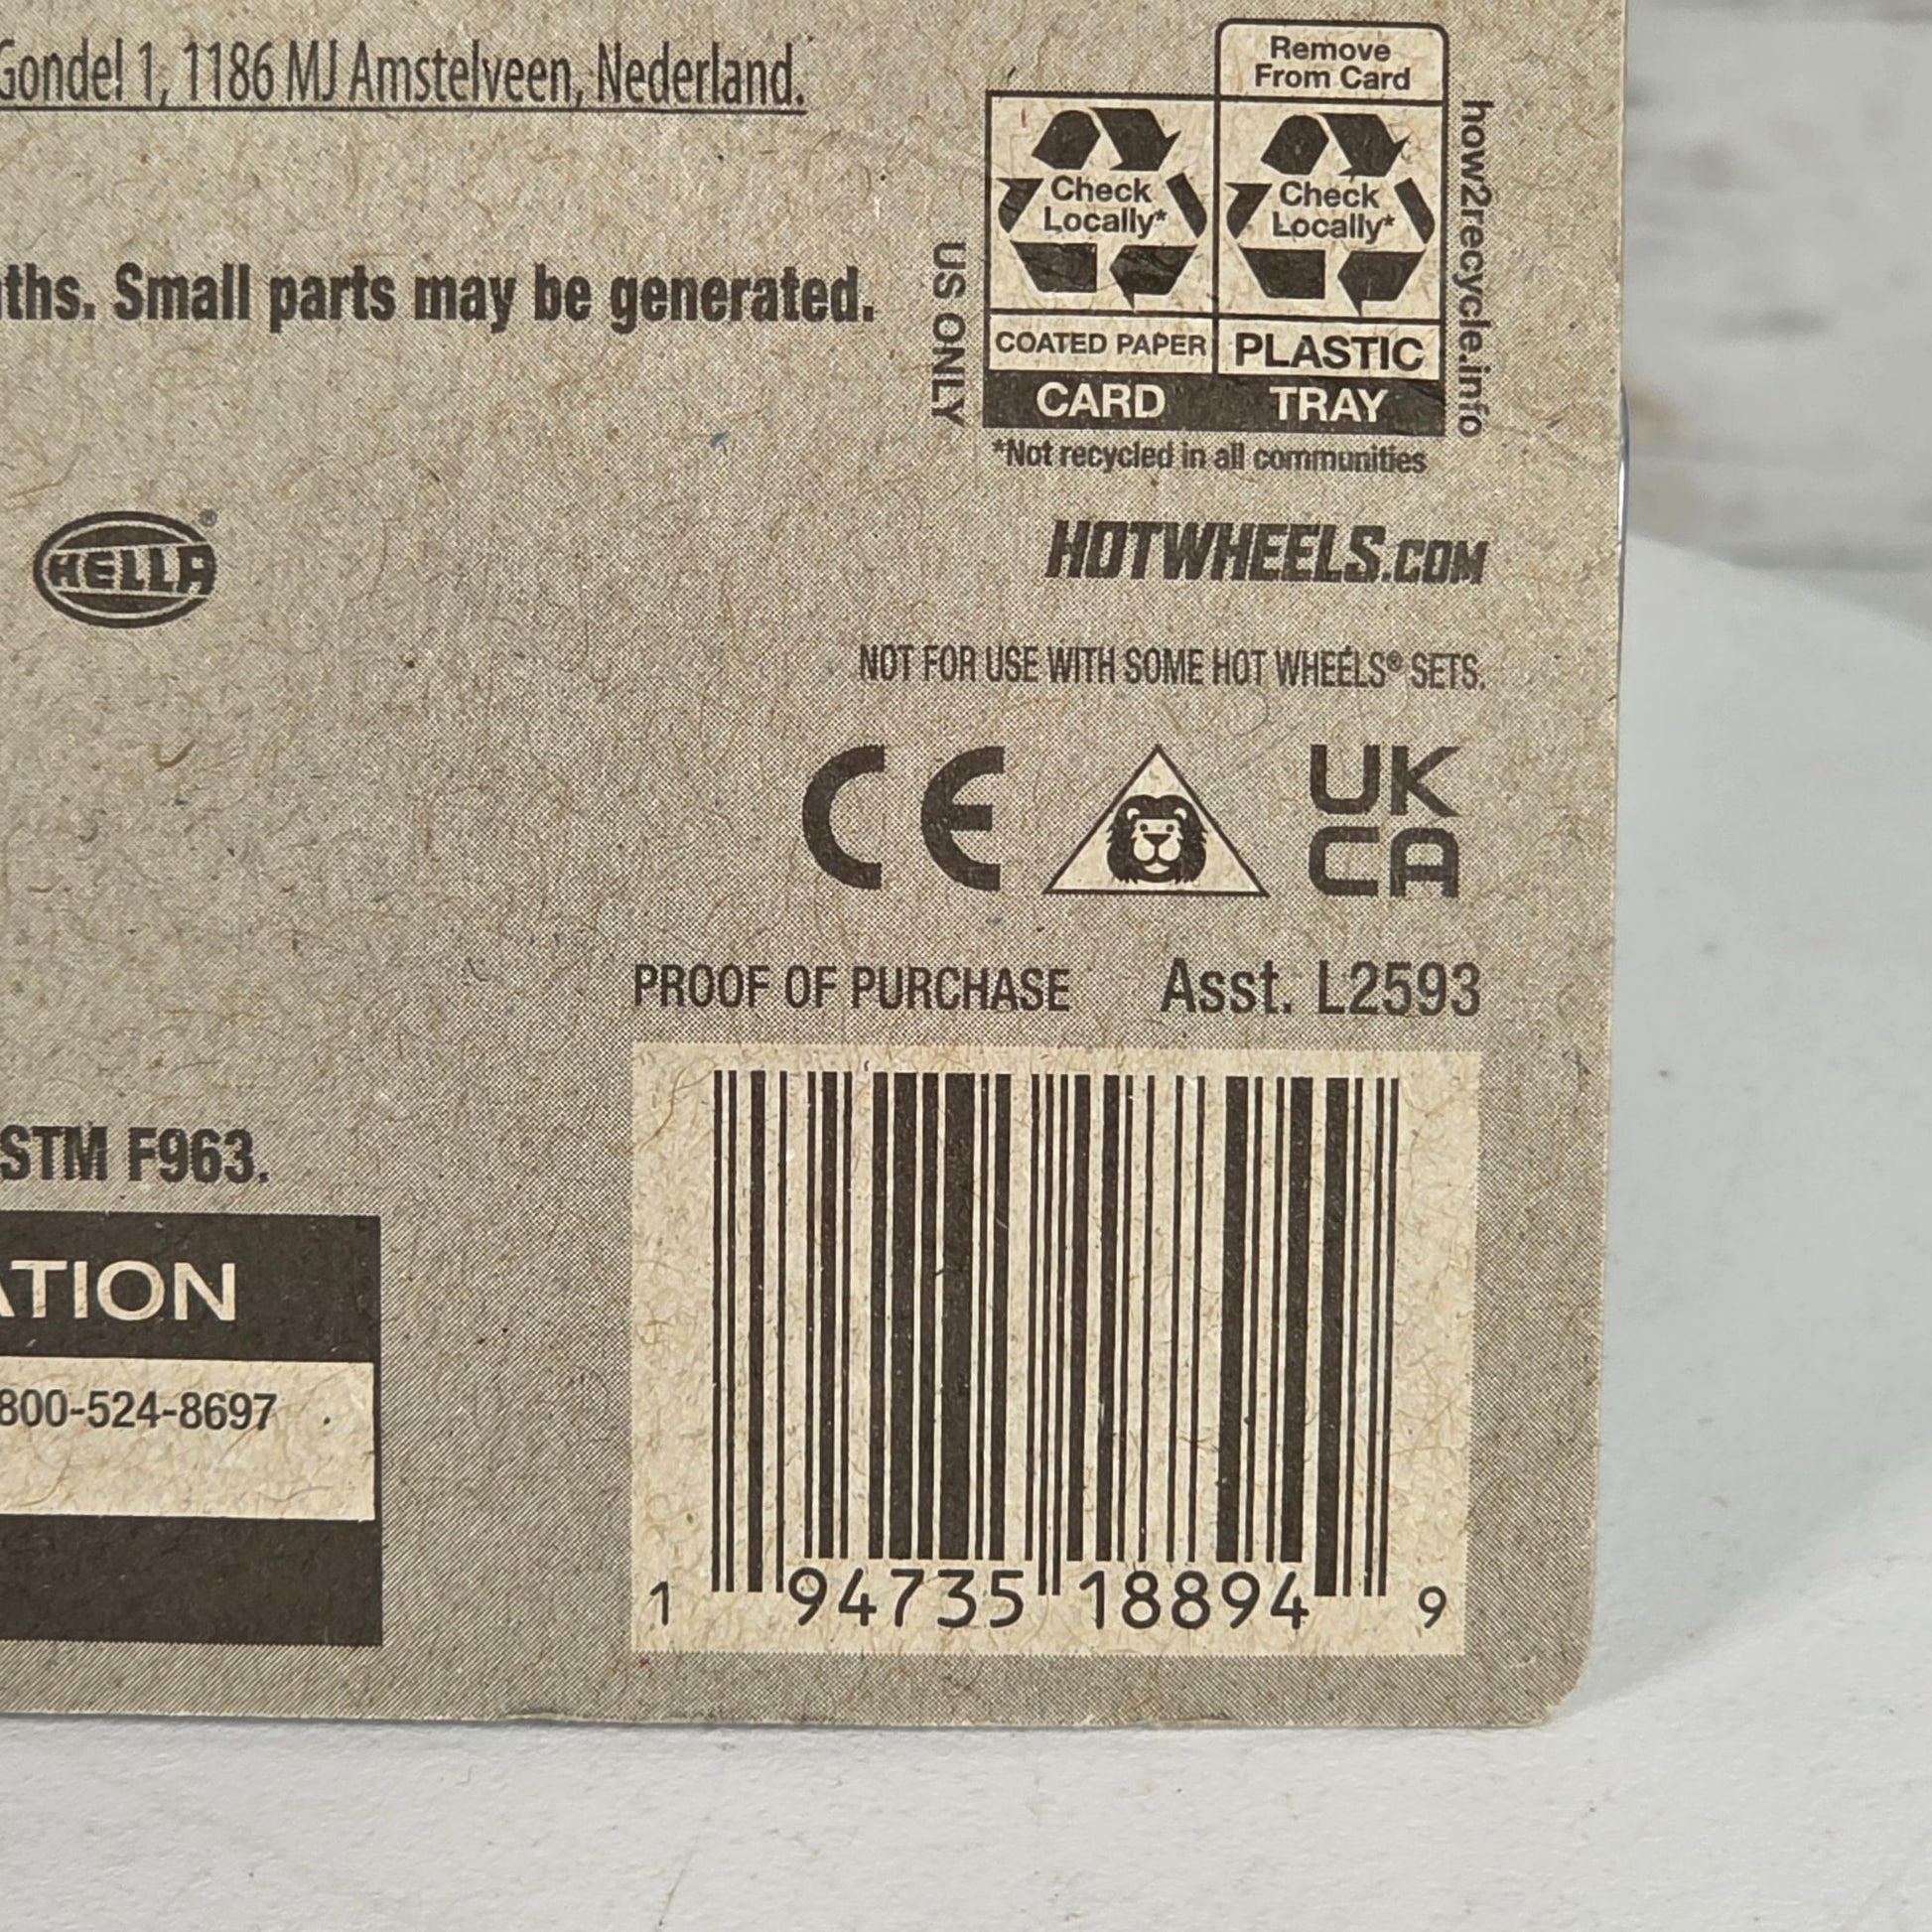 Gondel 1, 1186 MJ Amstelveen, Nederland.
Small parts may be generated.
US ONLY
Remove
From Card
Check
Locally*
COATED PAPER
CARD
Check
Locally*
PLASTIC
TRAY
how2recycle.info
*Not recycled in all communities
HELLA®
HOTWHEELS.COM
NOT FOR USE WITH SOME HOT WHEELS® SETS.
CE
UK
CA
PROOF OF PURCHASE Asst. L2593
STM F963.
ATION
800-524-8697
1 94735 18894 9